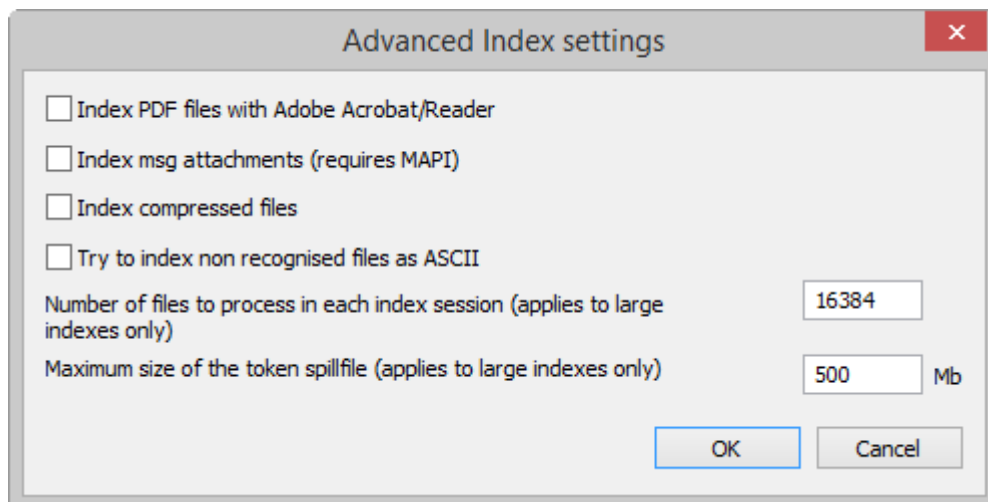 Advanced Index settings
Index PDF files with Adobe Acrobat/Reader
Index msg attachments (requires MAPI)
Index compressed files
Try to index non recognised files as ASCII
Number of files to process in each index session (applies to large
indexes only)
16384
Maximum size of the token spillfile (applies to large indexes only)
500 Mb
OK Cancel